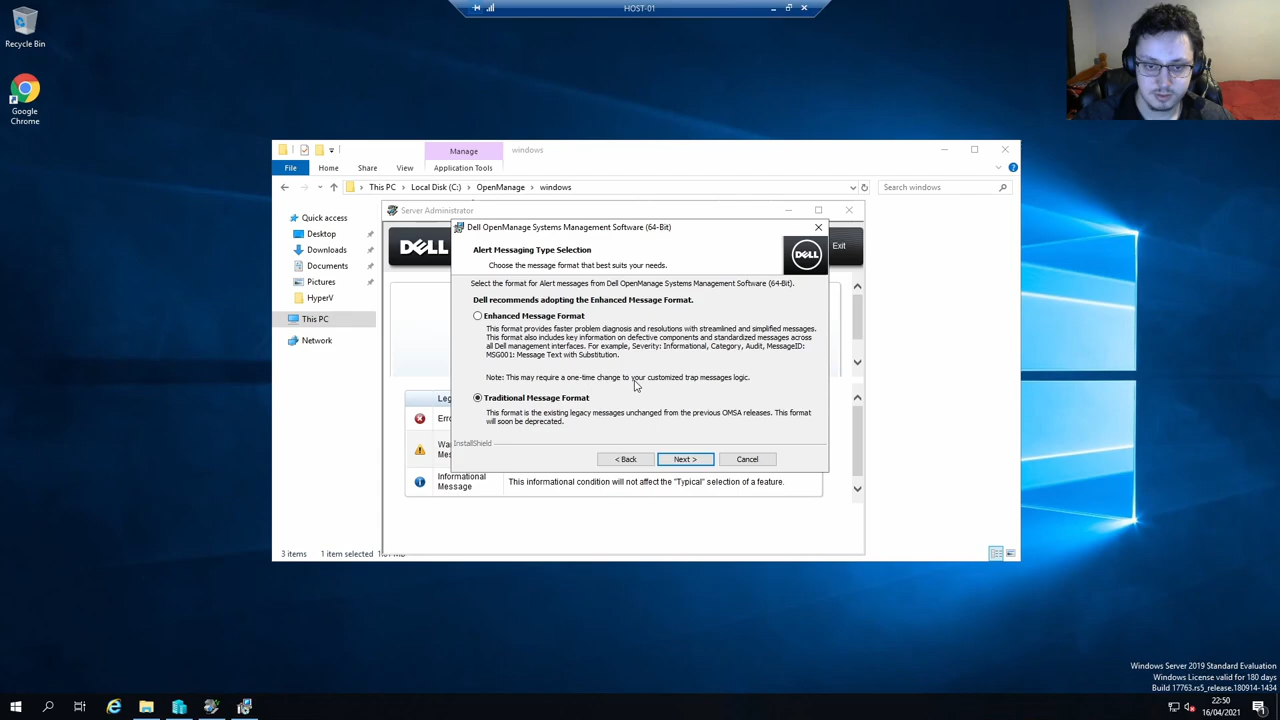 HOST-01
Recycle Bin
Google
Chrome
Manage
windows
File
Home
Share
View
Application Tools
This PC
Local Disk (C:)
OpenManage
windows
Search windows
Quick access
Desktop
Downloads
Documents
Pictures
HyperV
This PC
Network
Server Administrator
DELL
Exit
Dell OpenManage Systems Management Software (64-Bit)
Alert Messaging Type Selection
Choose the message format that best suits your needs.
DELL
Select the format for Alert messages from Dell OpenManage Systems Management Software (64-Bit).
Dell recommends adopting the Enhanced Message Format.
Enhanced Message Format
This format provides faster problem diagnosis and resolutions with streamlined and simplified messages.
This format also includes key information on defective components and standardized messages across
all Dell management interfaces. For example, Severity: Informational, Category, Audit, MessageID:
MSG001: Message Text with Substitution.
Note: This may require a one-time change to your customized trap messages logic.
Traditional Message Format
This format is the existing legacy messages unchanged from the previous OMSA releases. This format
will soon be deprecated.
InstallShield
< Back
Next >
Cancel
Leg
Erro
Wa
Mes
Informational
Message
This informational condition will not affect the "Typical" selection of a feature.
3 items
1 item selected
Windows Server 2019 Standard Evaluation
Windows License valid for 180 days
Build 17763.rs5_release.180914-1434
22:50
16/04/2021
1